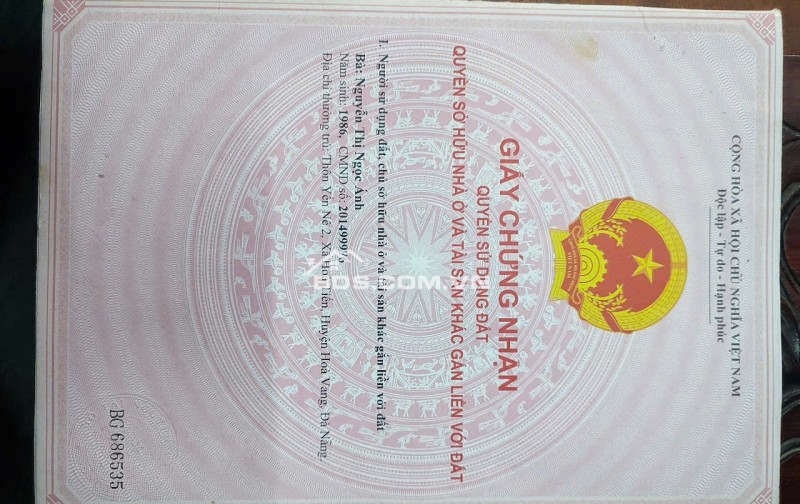 CỘNG HÒA XÃ HỘI CHỦ NGHĨA VIỆT NAM
Độc lập - Tự do - Hạnh phúc
GIẤY CHỨNG NHẬN
QUYỀN SỬ DỤNG ĐẤT
QUYỀN SỞ HỮU NHÀ Ở VÀ TÀI SẢN KHÁC GẮN LIỀN VỚI ĐẤT
I. Người sử dụng đất, chủ sở hữu nhà ở và tài sản khác gắn liền với đất
Bà: Nguyễn Thị Ngọc Ánh
Năm sinh: 1986, CMND số:
Địa chỉ thường trú: Thôn Yến Nê 2, Xã Hòa Tiến, Huyện Hoà Vang, Đà Nẵng.
BG 686535
BDS.COM.VN